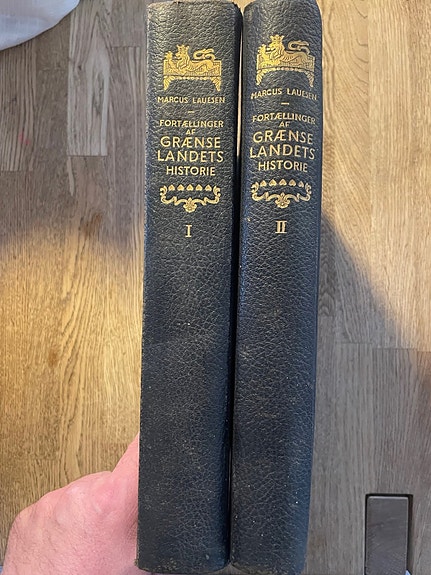 MARCUS LAUESEN
FORTÆLLINGER
AF
GRÆNSE
LANDETS
HISTORIE
I
MARCUS LAUESEN
FORTÆLLINGER
AF
GRÆNSE
LANDETS
HISTORIE
II